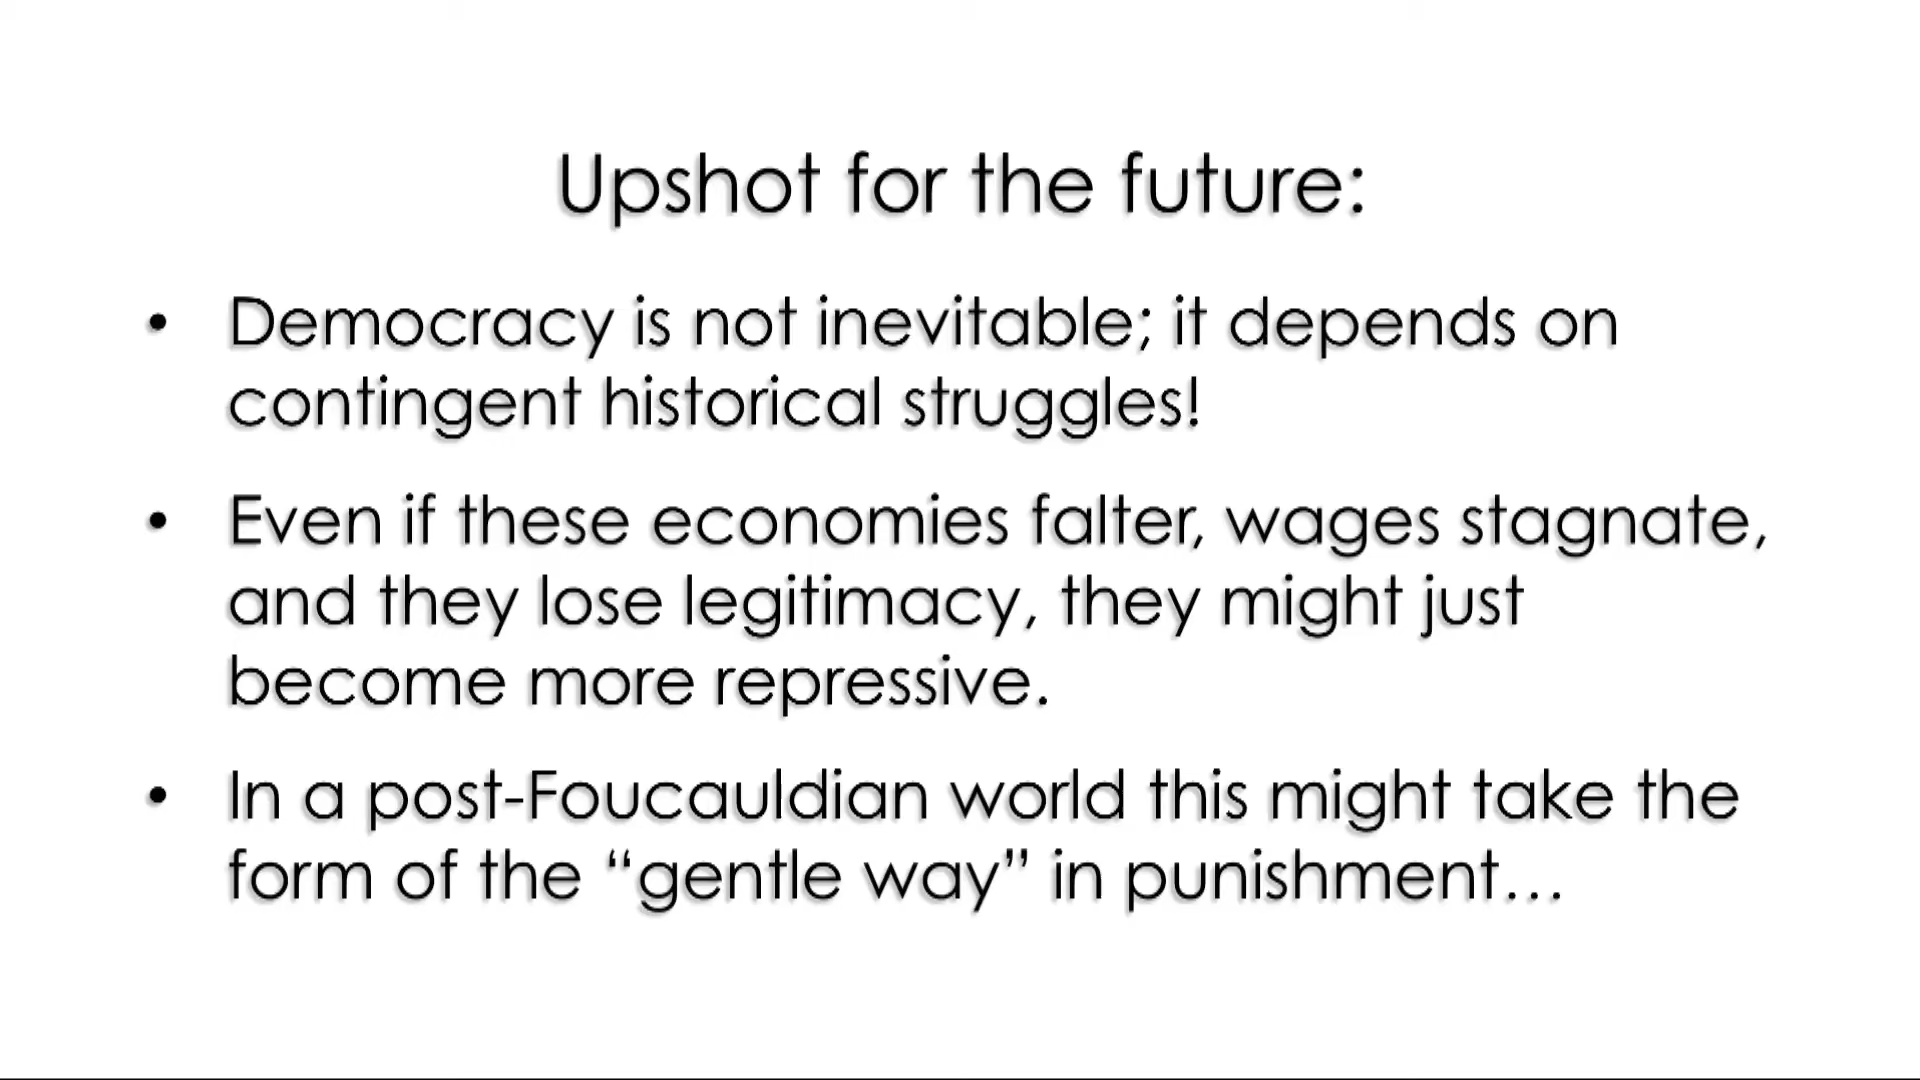 Upshot for the future:
• Democracy is not inevitable; it depends on
contingent historical struggles!
• Even if these economies falter, wages stagnate,
and they lose legitimacy, they might just
become more repressive.
• In a post-Foucauldian world this might take the
form of the “gentle way” in punishment…